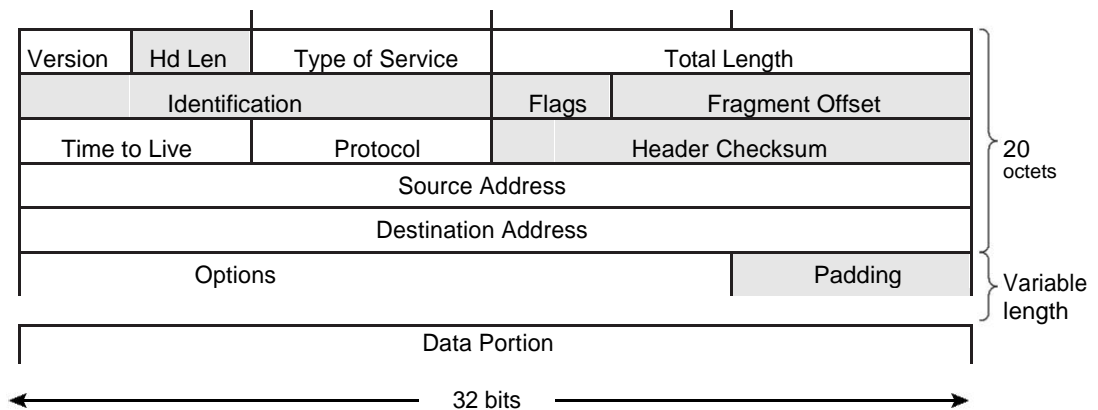 Version Hd Len Type of Service Total Length
Identification Flags Fragment Offset
Time to Live Protocol Header Checksum
20
octets
Source Address
Destination Address
Options Padding
Variable
length
Data Portion
32 bits